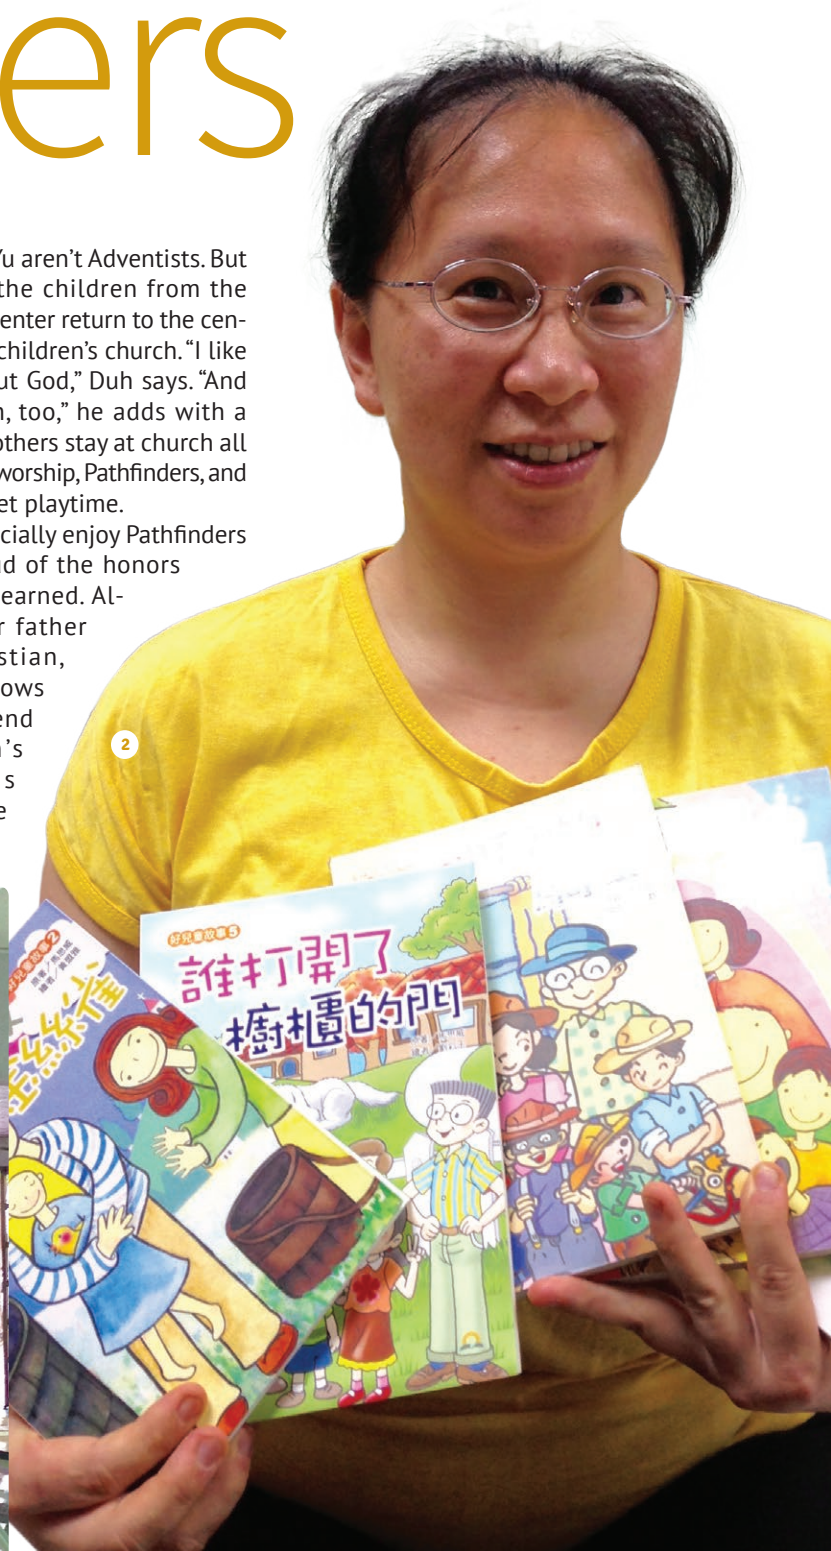 ers
Yu aren’t Adventists. But
the children from the
enter return to the cen-
children’s church. “I like
ut God,” Duh says. “And
, too,” he adds with a
others stay at church all
worship, Pathfinders, and
et playtime.
cially enjoy Pathfinders
d of the honors
earned. Al-
r father
stian,
ows
end
’s
s
e
2
好兒童故事2
金絲雀
好兒童故事5
誰打開了
櫥櫃的門